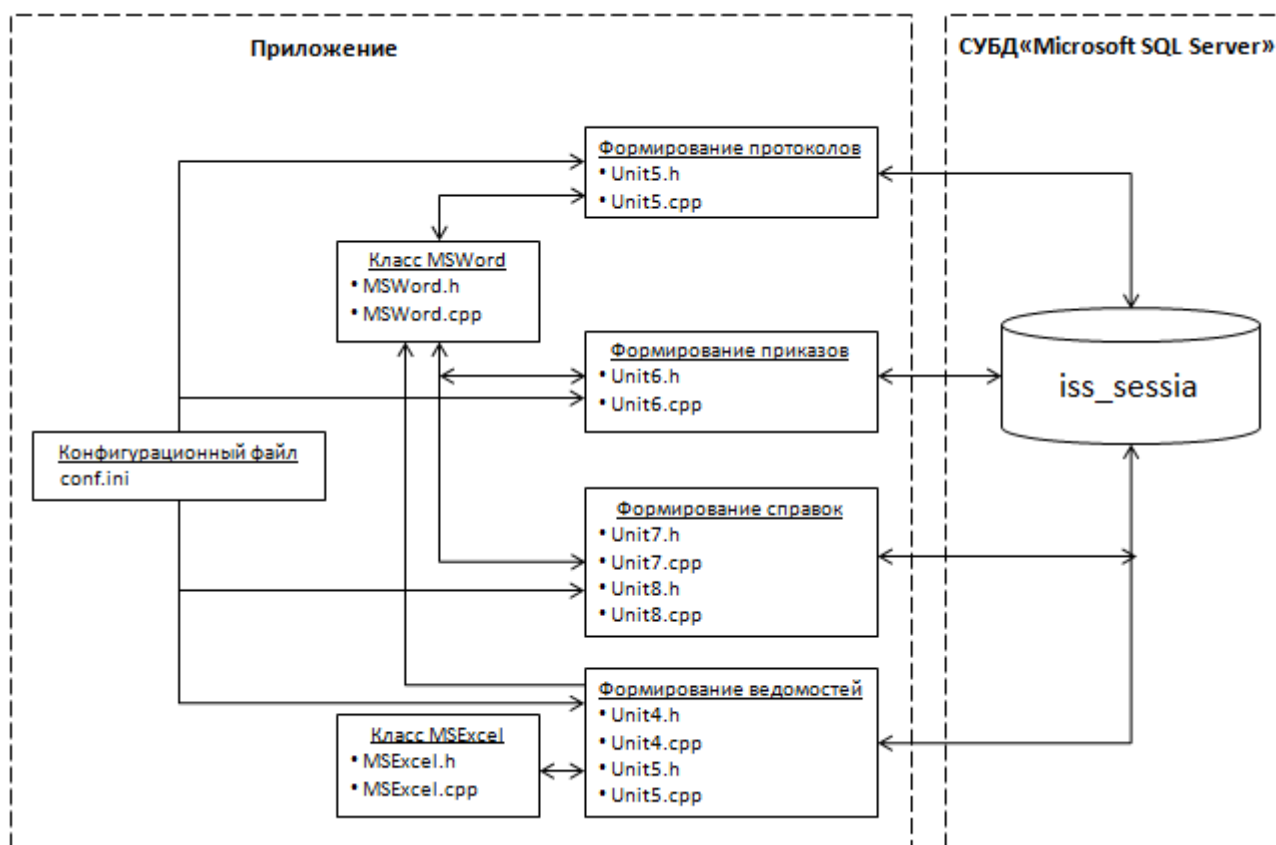 Приложение
СУБД«Microsoft SQL Server»
Формирование протоколов
• Unit5.h
• Unit5.cpp
Класс MSWord
• MSWord.h
• MSWord.cpp
Формирование приказов
• Unit6.h
• Unit6.cpp
iss_sessia
Конфигурационный файл
conf.ini
Формирование справок
• Unit7.h
• Unit7.cpp
• Unit8.h
• Unit8.cpp
Формирование ведомостей
• Unit4.h
• Unit4.cpp
• Unit5.h
• Unit5.cpp
Класс MSExcel
• MSExcel.h
• MSExcel.cpp